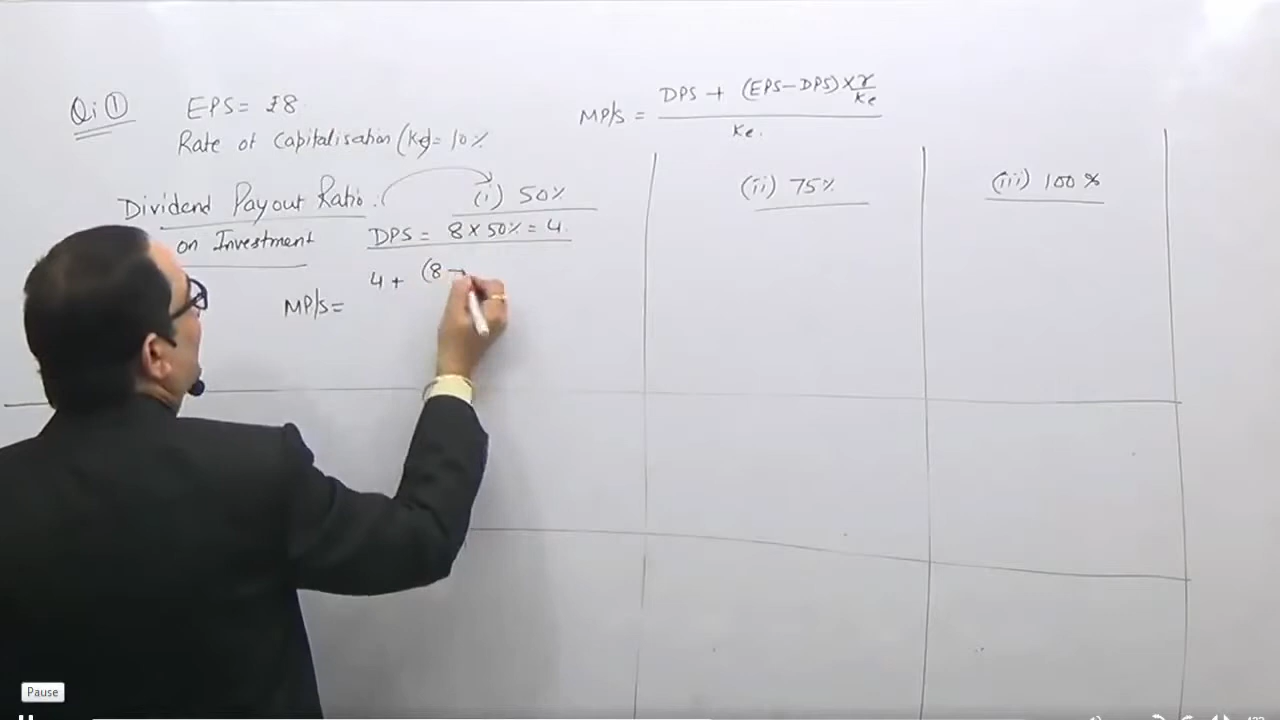 Qi ①
EPS = ₹8
Rate of Capitalisation (Ke) = 10%
MP/s = DPS + (EPS-DPS) × r/Ke
Ke.
Dividend Payout Ratio.
(i) 50%
(ii) 75%
(iii) 100%
on Investment
DPS = 8 × 50% = 4.
4 + (8 -
MP/s =
Pause